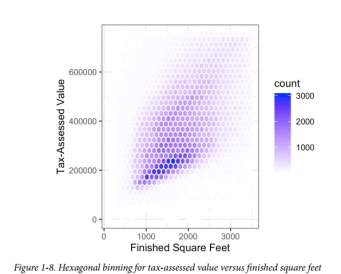 Tax-Assessed Value
600000
400000
200000
0
0 1000 2000 3000
Finished Square Feet
count
3000
2000
1000
Figure 1-8. Hexagonal binning for tax-assessed value versus finished square feet